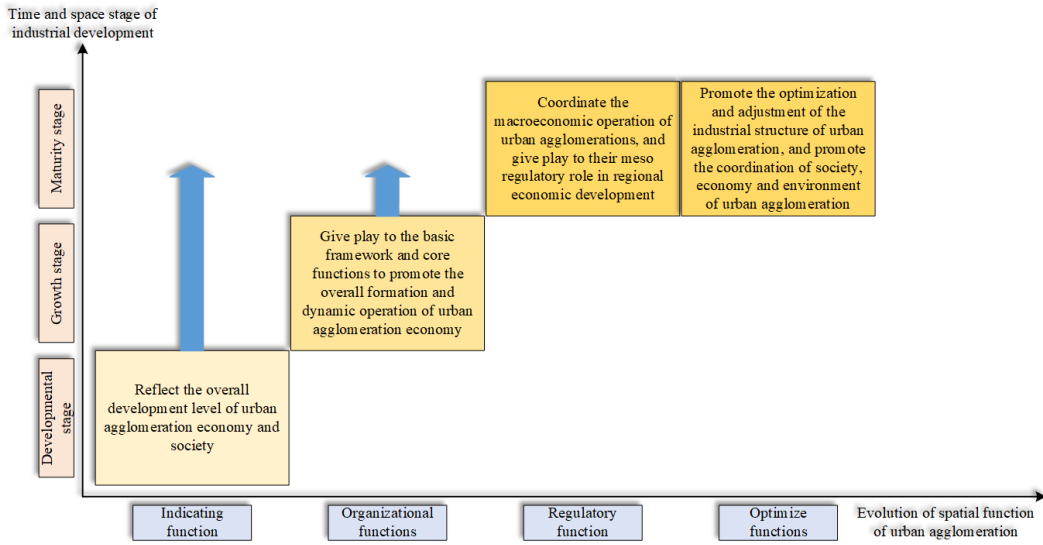 Time and space stage of
industrial development
Maturity stage
Growth stage
Developmental
stage
Coordinate the
macroeconomic operation of
urban agglomerations, and
give play to their meso
regulatory role in regional
economic development
Promote the optimization
and adjustment of the
industrial structure of urban
agglomeration, and promote
the coordination of society,
economy and environment
of urban agglomeration
Give play to the basic
framework and core
functions to promote the
overall formation and
dynamic operation of urban
agglomeration economy
Reflect the overall
development level of urban
agglomeration economy and
society
Indicating
function
Organizational
functions
Regulatory
function
Optimize
functions
Evolution of spatial function
of urban agglomeration